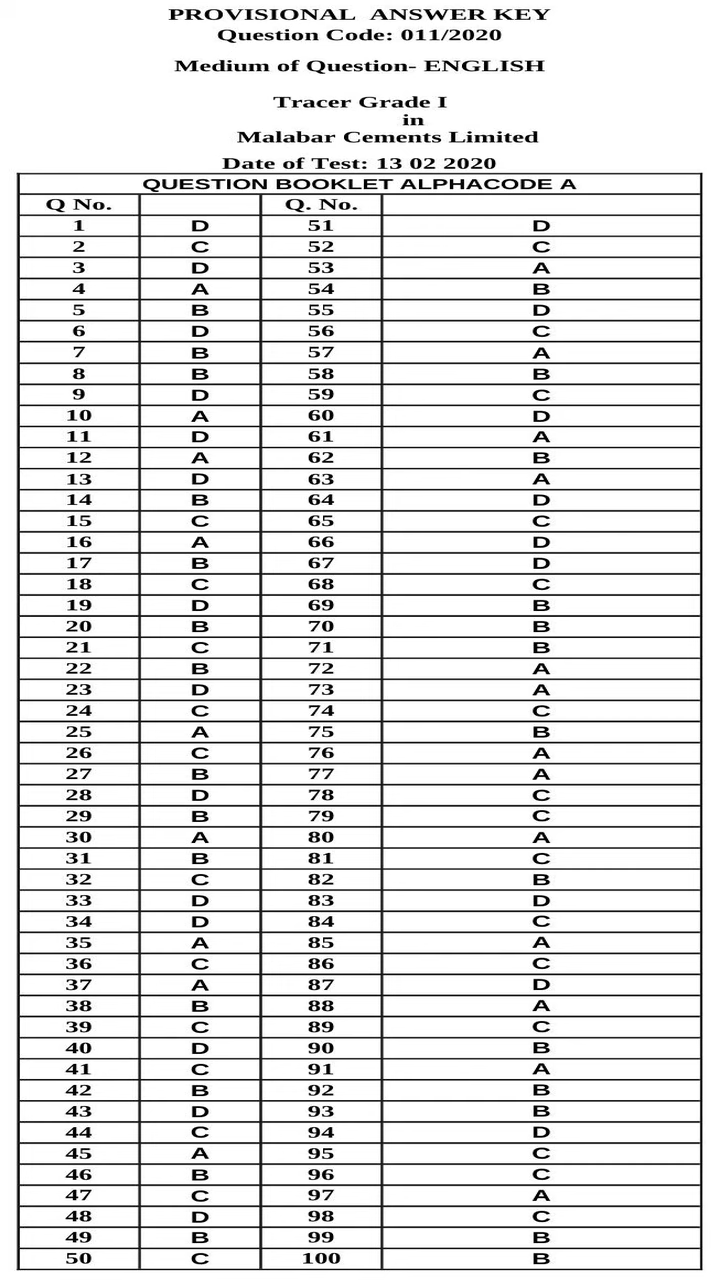 PROVISIONAL ANSWER KEY
Question Code: 011/2020
Medium of Question- ENGLISH
Tracer Grade I
in
Malabar Cements Limited
Date of Test: 13 02 2020
QUESTION BOOKLET ALPHACODE A
Q No. Q. No.
1 D 51 D
2 C 52 C
3 D 53 A
4 A 54 B
5 B 55 D
6 D 56 C
7 B 57 A
8 B 58 B
9 D 59 C
10 A 60 D
11 D 61 A
12 A 62 B
13 D 63 A
14 B 64 D
15 C 65 C
16 A 66 D
17 B 67 D
18 C 68 C
19 D 69 B
20 B 70 B
21 C 71 B
22 B 72 A
23 D 73 A
24 C 74 C
25 A 75 B
26 C 76 A
27 B 77 A
28 D 78 C
29 B 79 C
30 A 80 A
31 B 81 C
32 C 82 B
33 D 83 D
34 D 84 C
35 A 85 A
36 C 86 C
37 A 87 D
38 B 88 A
39 C 89 C
40 D 90 B
41 C 91 A
42 B 92 B
43 D 93 B
44 C 94 D
45 A 95 C
46 B 96 C
47 C 97 A
48 D 98 C
49 B 99 B
50 C 100 B